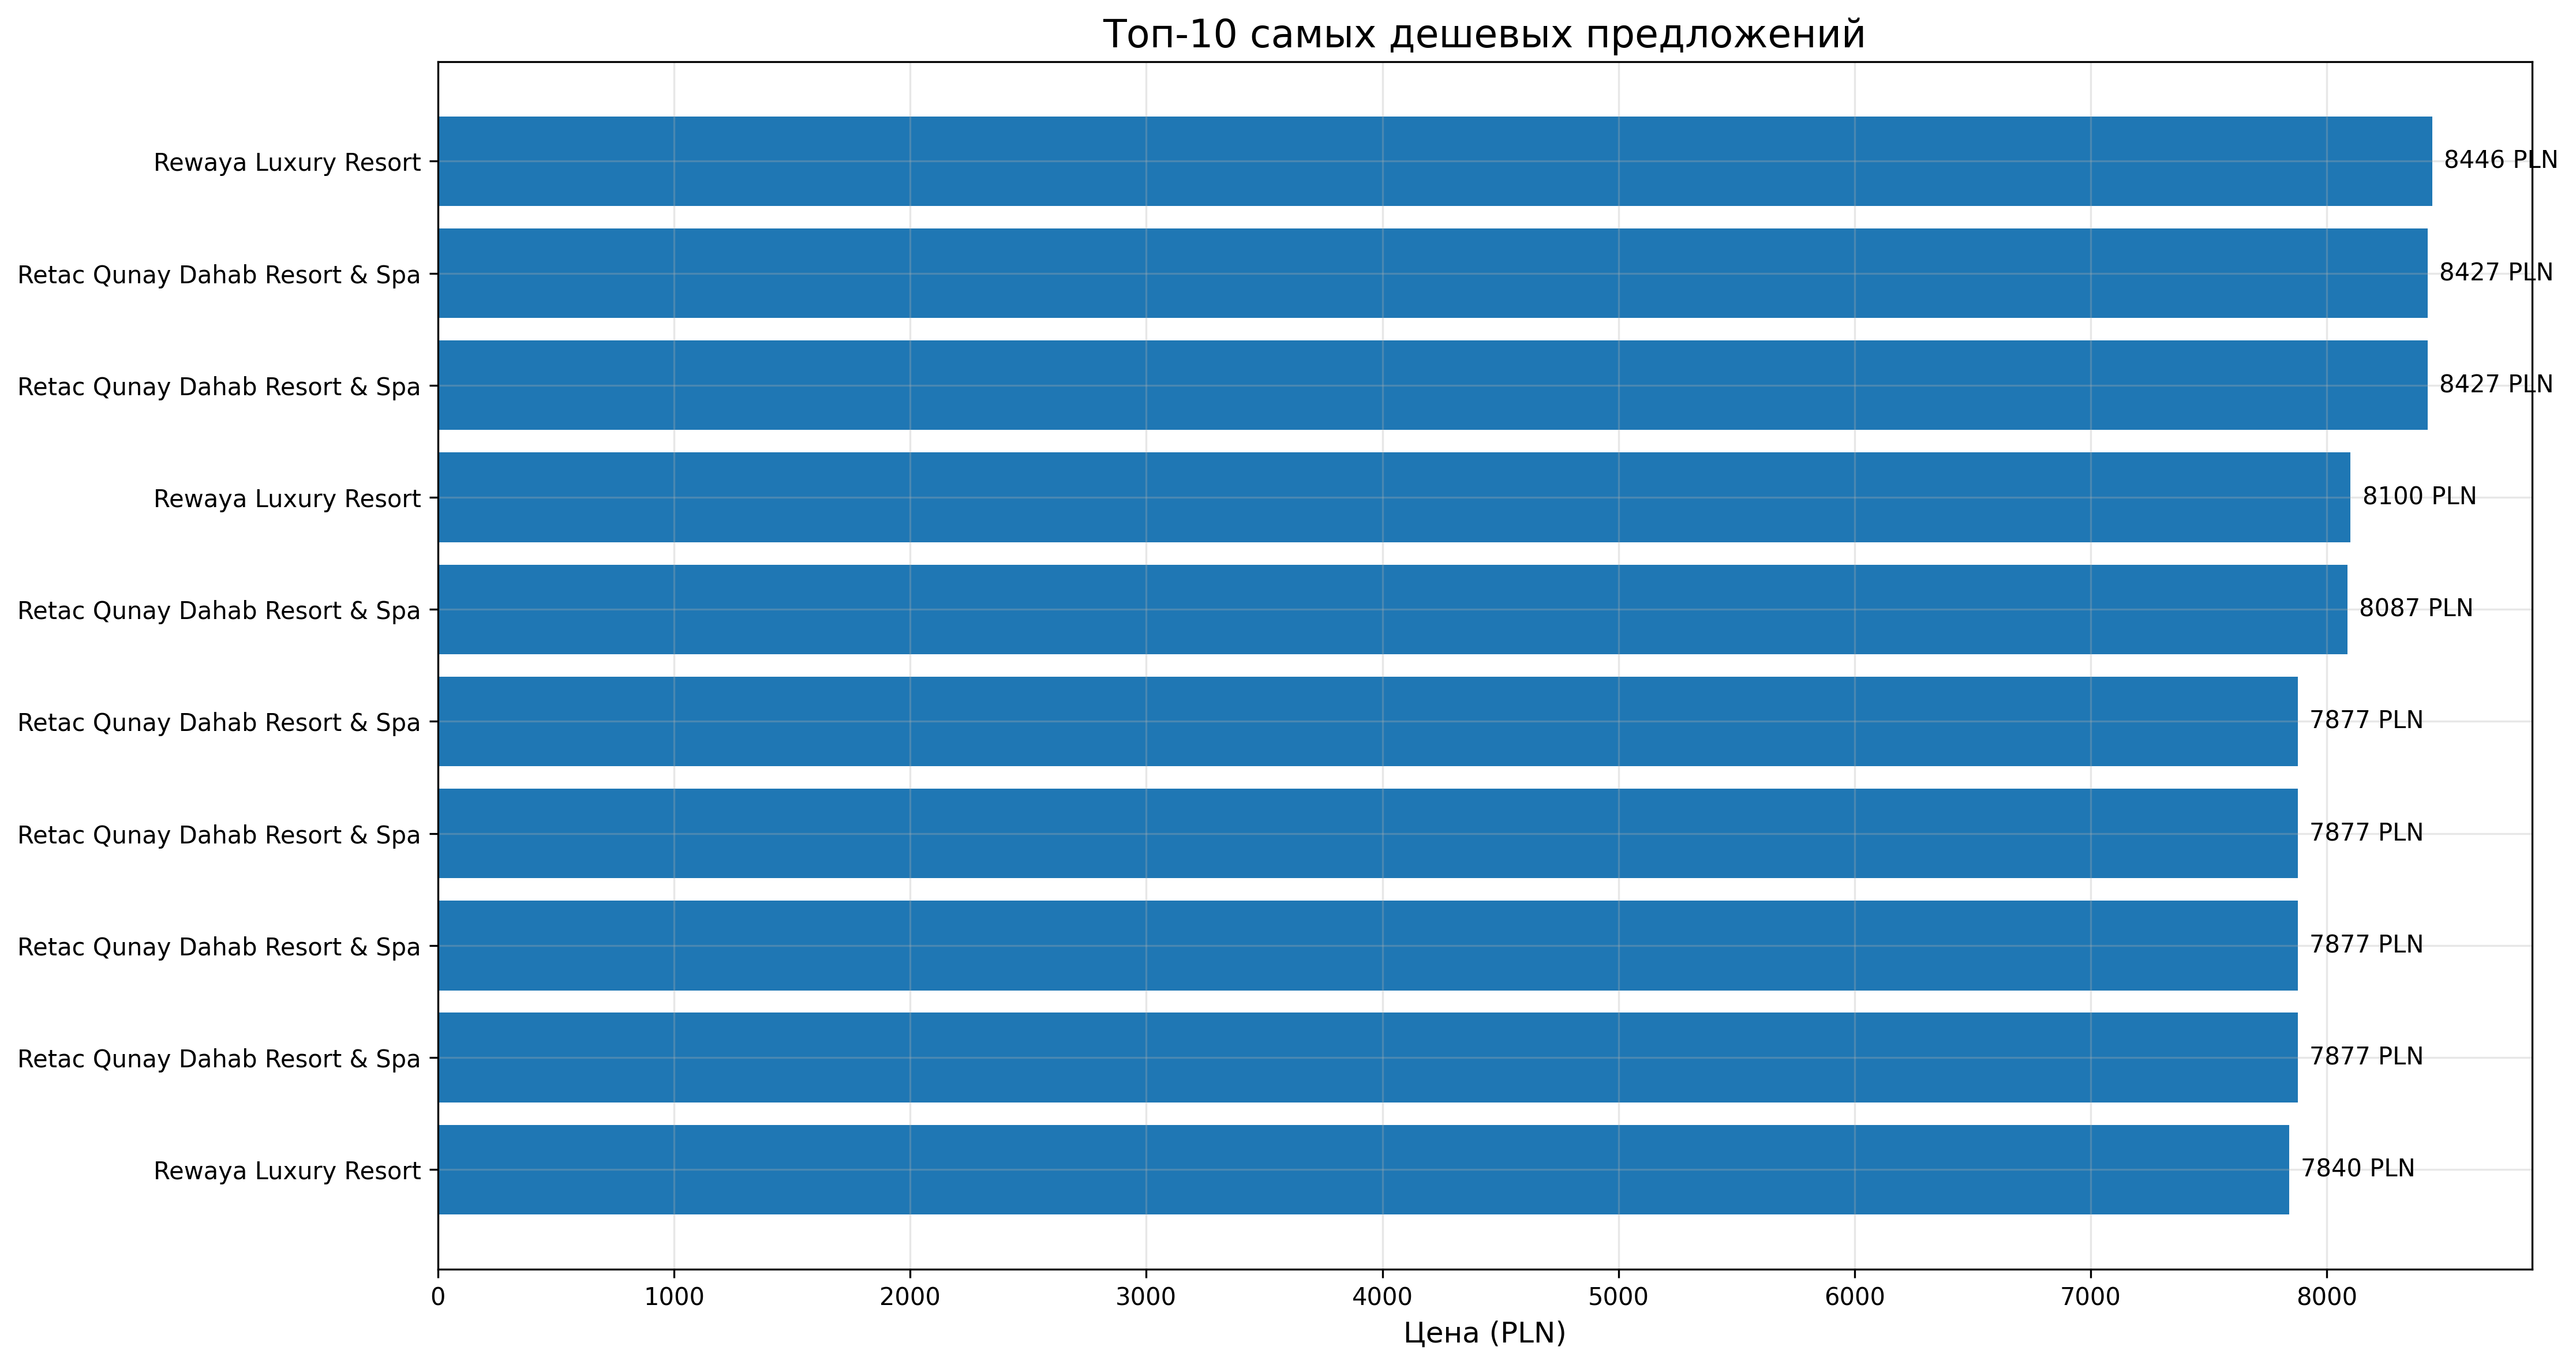 Топ-10 самых дешевых предложений
Rewaya Luxury Resort 8446 PLN
Retac Qunay Dahab Resort & Spa 8427 PLN
Retac Qunay Dahab Resort & Spa 8427 PLN
Rewaya Luxury Resort 8100 PLN
Retac Qunay Dahab Resort & Spa 8087 PLN
Retac Qunay Dahab Resort & Spa 7877 PLN
Retac Qunay Dahab Resort & Spa 7877 PLN
Retac Qunay Dahab Resort & Spa 7877 PLN
Retac Qunay Dahab Resort & Spa 7877 PLN
Rewaya Luxury Resort 7840 PLN
0 1000 2000 3000 4000 5000 6000 7000 8000
Цена (PLN)